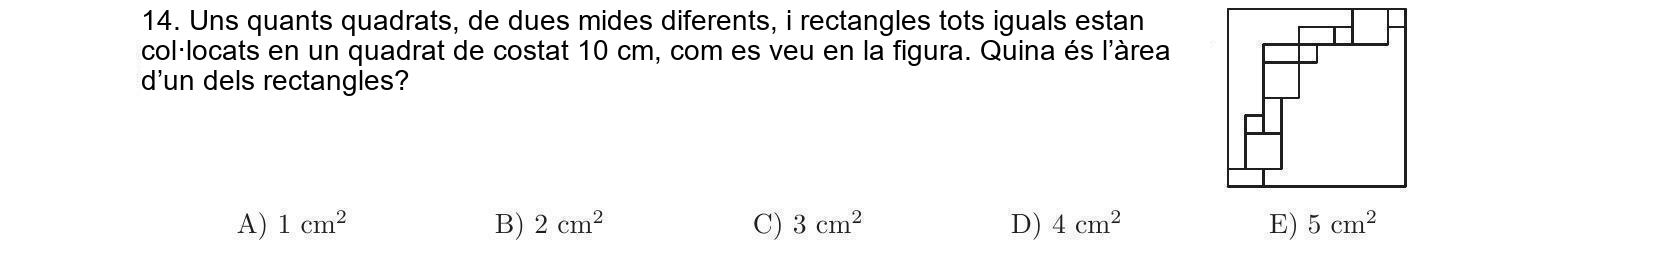 14. Uns quants quadrats, de dues mides diferents, i rectangles tots iguals estan
col·locats en un quadrat de costat 10 cm, com es veu en la figura. Quina és l’àrea
d’un dels rectangles?
A) 1 cm² B) 2 cm² C) 3 cm² D) 4 cm² E) 5 cm²